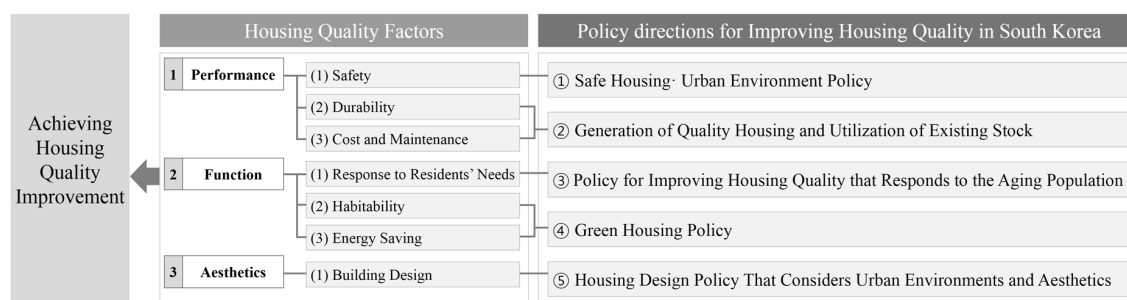 Achieving
Housing
Quality
Improvement
Housing Quality Factors
Policy directions for Improving Housing Quality in South Korea
1 Performance
(1) Safety
(2) Durability
(3) Cost and Maintenance
① Safe Housing· Urban Environment Policy
② Generation of Quality Housing and Utilization of Existing Stock
2 Function
(1) Response to Residents’ Needs
(2) Habitability
(3) Energy Saving
③ Policy for Improving Housing Quality that Responds to the Aging Population
④ Green Housing Policy
3 Aesthetics
(1) Building Design
⑤ Housing Design Policy That Considers Urban Environments and Aesthetics